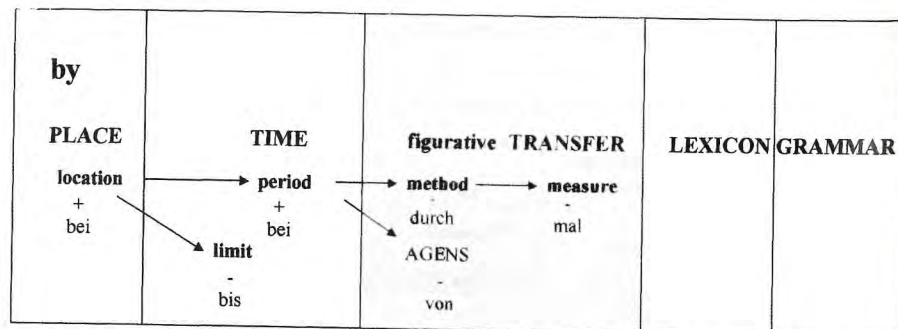 by
PLACE TIME figurative TRANSFER LEXICON GRAMMAR
location period method measure
+ + - -
bei bei durch mal
limit AGENS
- -
bis von